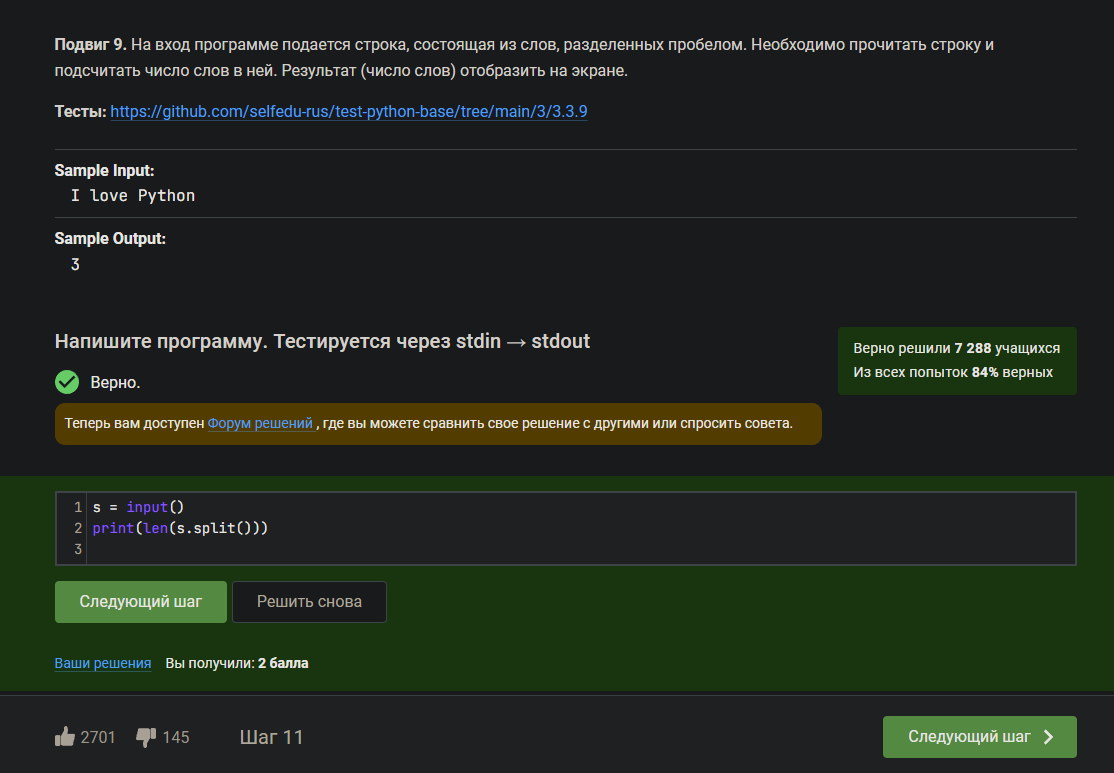 Подвиг 9. На вход программе подается строка, состоящая из слов, разделенных пробелом. Необходимо прочитать строку и
подсчитать число слов в ней. Результат (число слов) отобразить на экране.
Тесты: https://github.com/selfedu-rus/test-python-base/tree/main/3/3.3.9
Sample Input:
I love Python
Sample Output:
3
Напишите программу. Тестируется через stdin → stdout
Верно решили 7 288 учащихся
Из всех попыток 84% верных
Верно.
Теперь вам доступен Форум решений , где вы можете сравнить свое решение с другими или спросить совета.
1 s = input()
2 print(len(s.split()))
3
Следующий шаг Решить снова
Ваши решения Вы получили: 2 балла
2701 145 Шаг 11 Следующий шаг